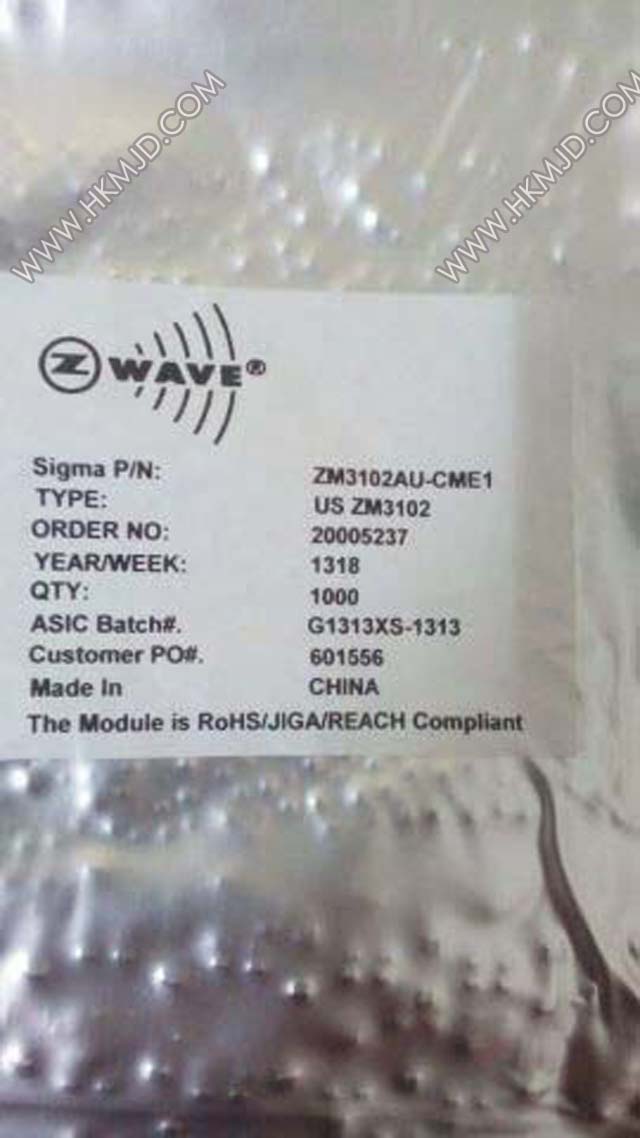 WWW.HKMJD.COM
WWW.HKMJD.COM
Z WAVE®
Sigma P/N: ZM3102AU-CME1
TYPE: US ZM3102
ORDER NO: 20005237
YEAR/WEEK: 1318
QTY: 1000
ASIC Batch#. G1313XS-1313
Customer PO#. 601556
Made In CHINA
The Module is RoHS/JIGA/REACH Compliant